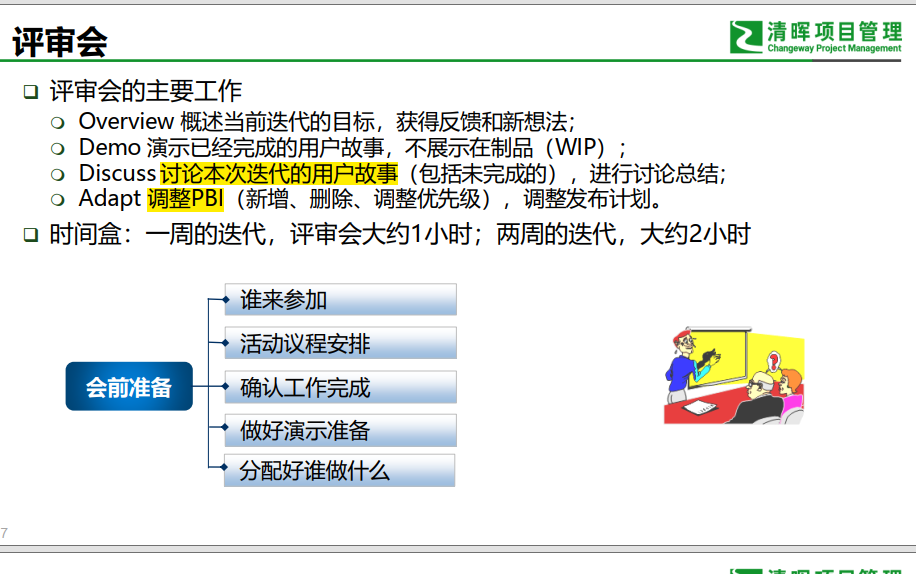 评审会
清晖项目管理
Changeway Project Management
评审会的主要工作
Overview 概述当前迭代的目标，获得反馈和新想法；
Demo 演示已经完成的用户故事，不展示在制品（WIP）；
Discuss 讨论本次迭代的用户故事（包括未完成的），进行讨论总结；
Adapt 调整PBI（新增、删除、调整优先级），调整发布计划。
时间盒：一周的迭代，评审会大约1小时；两周的迭代，大约2小时
谁来参加
活动议程安排
会前准备
确认工作完成
做好演示准备
分配好谁做什么
?
7
清晖项目管理